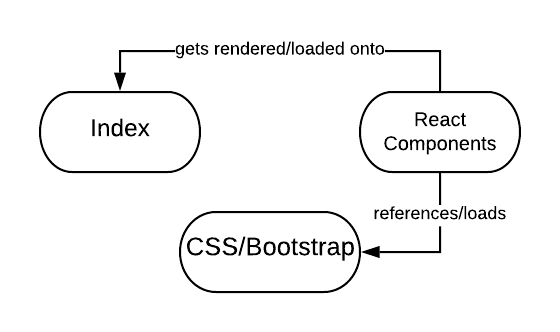 gets rendered/loaded onto
Index
React
Components
references/loads
CSS/Bootstrap